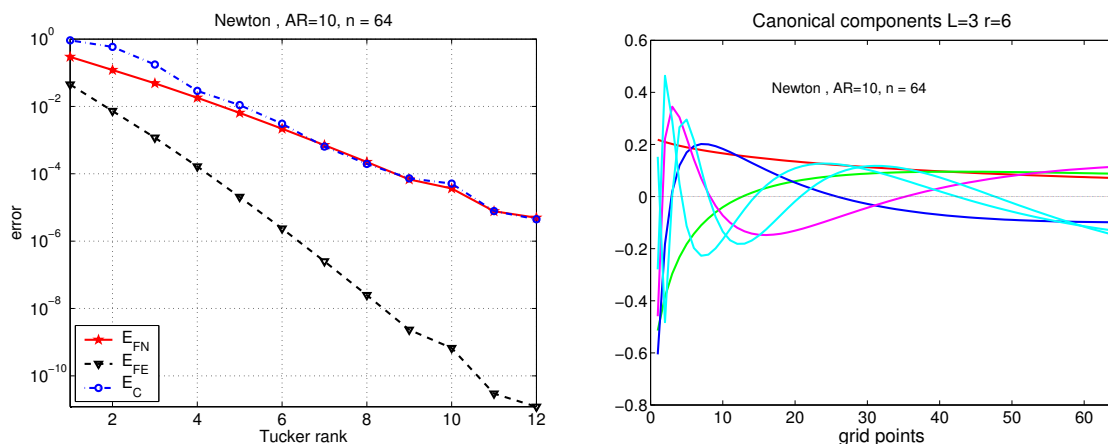 Newton , AR=10, n = 64
error
10^0
10^-2
10^-4
10^-6
10^-8
10^-10
E_FN
E_FE
E_C
2 4 6 8 10 12
Tucker rank
Canonical components L=3 r=6
Newton , AR=10, n = 64
0.6
0.4
0.2
0
-0.2
-0.4
-0.6
-0.8
0 10 20 30 40 50 60
grid points